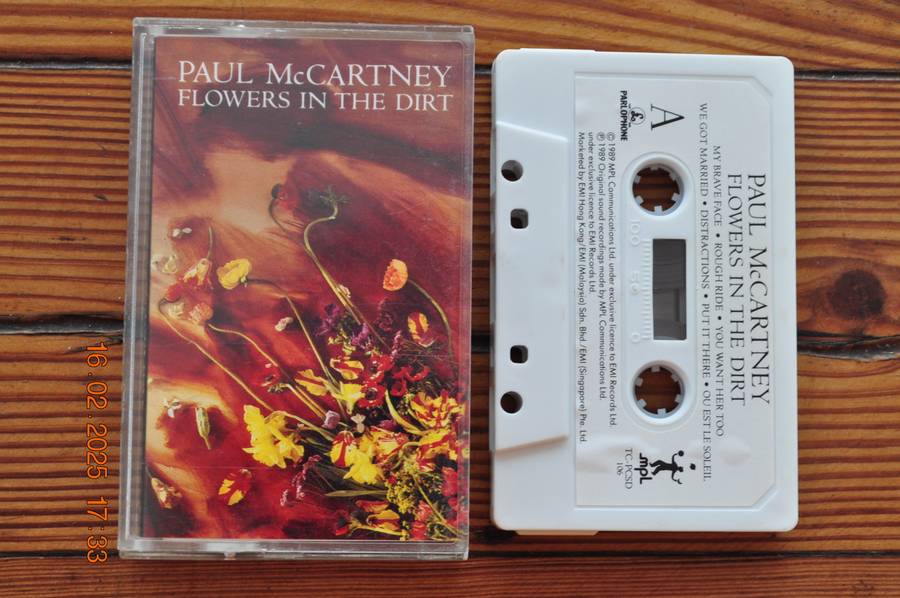 PAUL McCARTNEY
FLOWERS IN THE DIRT
16.02.2025 17:33
PAUL McCARTNEY
FLOWERS IN THE DIRT
MY BRAVE FACE • ROUGH RIDE • YOU WANT HER TOO
WE GOT MARRIED • DISTRACTIONS • PUT IT THERE • OU EST LE SOLEIL
A
PARLOPHONE
100 50 0
mpl
TC-PCSD
106
© 1989 MPL Communications Ltd. under exclusive licence to EMI Records Ltd.
℗ 1989 Original sound recordings made by MPL Communications Ltd.
under exclusive licence to EMI Records Ltd.
Marketed by EMI Hong Kong/EMI (Malaysia) Sdn. Bhd./EMI (Singapore) Pte. Ltd.